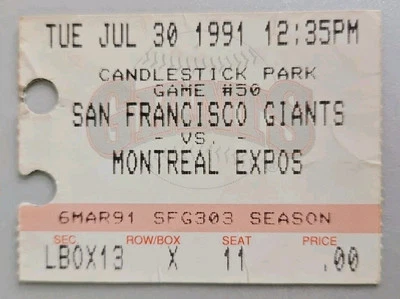 TUE JUL 30 1991 12:35PM
CANDLESTICK PARK
GAME #50
SAN FRANCISCO GIANTS
- VS. -
MONTREAL EXPOS
6MAR91 SFG303 SEASON
SEC ROW/BOX SEAT PRICE
LBOX13 X 11 .00